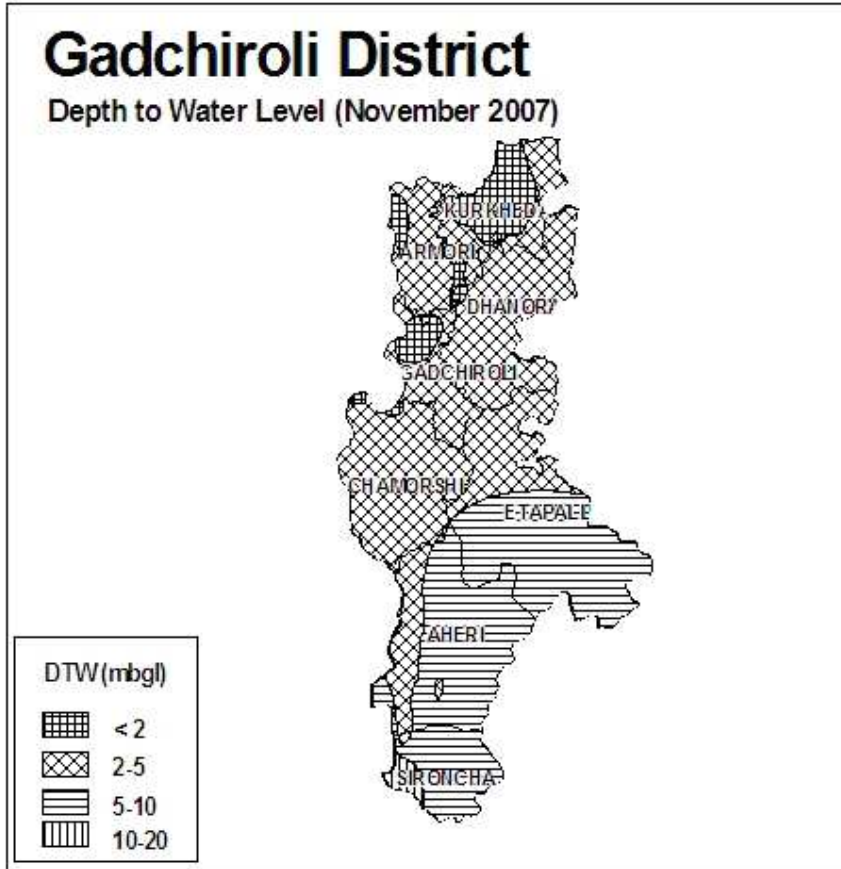 Gadchiroli District
Depth to Water Level (November 2007)
KURKHEDA
ARMORI
DHANORA
GADCHIROLI
CHAMORSHI
ETAPALLI
AHERI
SIRONCHA
DTW(mbgl)
< 2
2-5
5-10
10-20